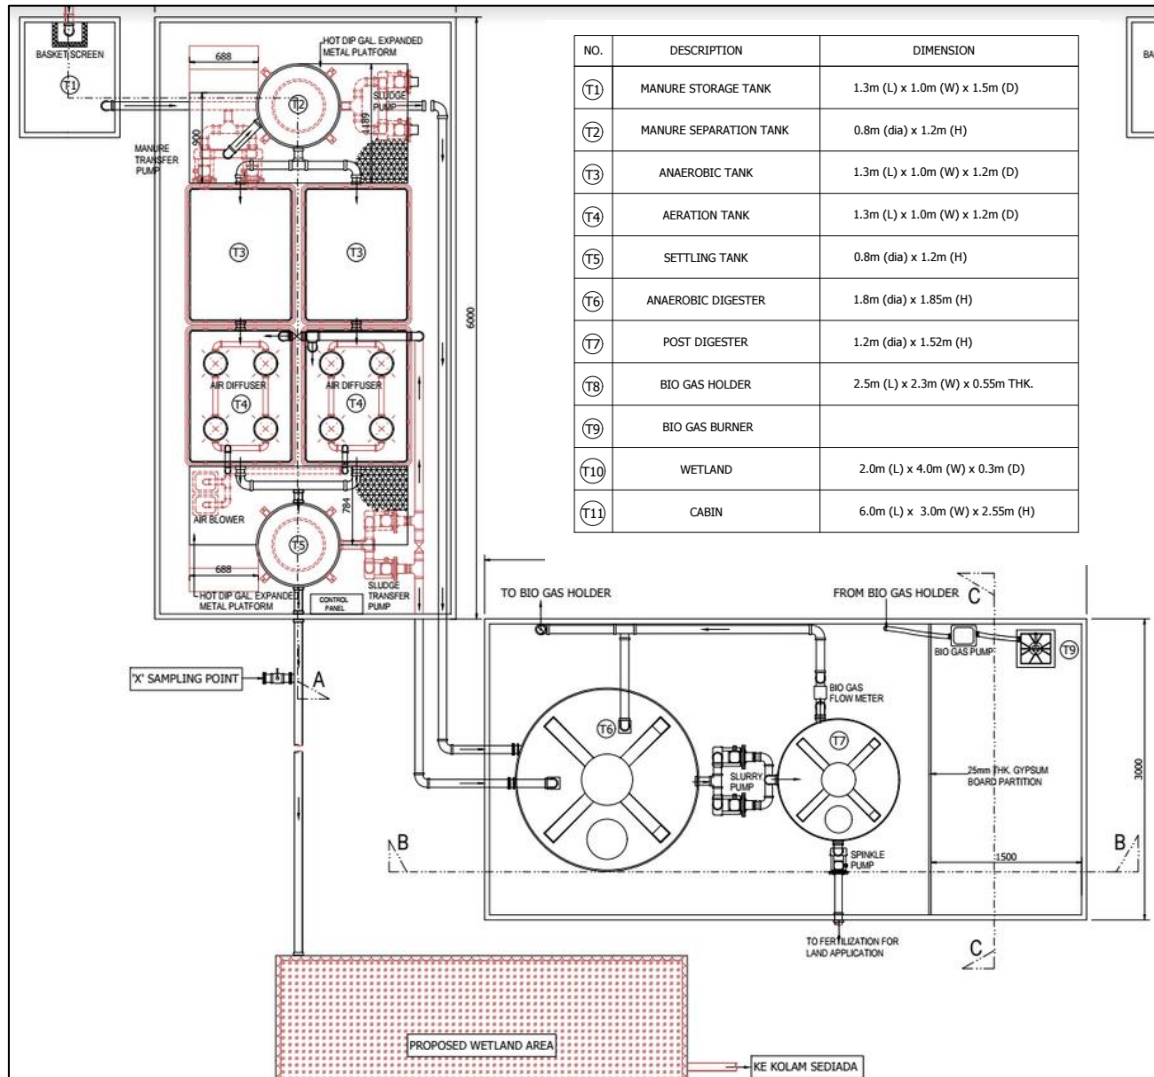 BASKET SCREEN
T1
688
HOT DIP GAL. EXPANDED
METAL PLATFORM
T2
SLUDGE
PUMP
4189
900
MANURE
TRANSFER
PUMP
T3
T3
6000
AIR DIFFUSER
AIR DIFFUSER
T4
T4
784
AIR BLOWER
T5
688
HOT DIP GAL. EXPANDED
METAL PLATFORM
CONTROL
PANEL
SLUDGE
TRANSFER
PUMP
NO. DESCRIPTION DIMENSION
T1 MANURE STORAGE TANK 1.3m (L) x 1.0m (W) x 1.5m (D)
T2 MANURE SEPARATION TANK 0.8m (dia) x 1.2m (H)
T3 ANAEROBIC TANK 1.3m (L) x 1.0m (W) x 1.2m (D)
T4 AERATION TANK 1.3m (L) x 1.0m (W) x 1.2m (D)
T5 SETTLING TANK 0.8m (dia) x 1.2m (H)
T6 ANAEROBIC DIGESTER 1.8m (dia) x 1.85m (H)
T7 POST DIGESTER 1.2m (dia) x 1.52m (H)
T8 BIO GAS HOLDER 2.5m (L) x 2.3m (W) x 0.55m THK.
T9 BIO GAS BURNER
T10 WETLAND 2.0m (L) x 4.0m (W) x 0.3m (D)
T11 CABIN 6.0m (L) x 3.0m (W) x 2.55m (H)
BA
TO BIO GAS HOLDER
FROM BIO GAS HOLDER
C
BIO GAS PUMP
T9
'X' SAMPLING POINT
A
BIO GAS
FLOW METER
T6
T7
SLURRY
PUMP
25mm THK. GYPSUM
BOARD PARTITION
3000
B
B
SPINKLE
PUMP
1500
TO FERTILIZATION FOR
LAND APPLICATION
C
PROPOSED WETLAND AREA
KE KOLAM SEDIADA